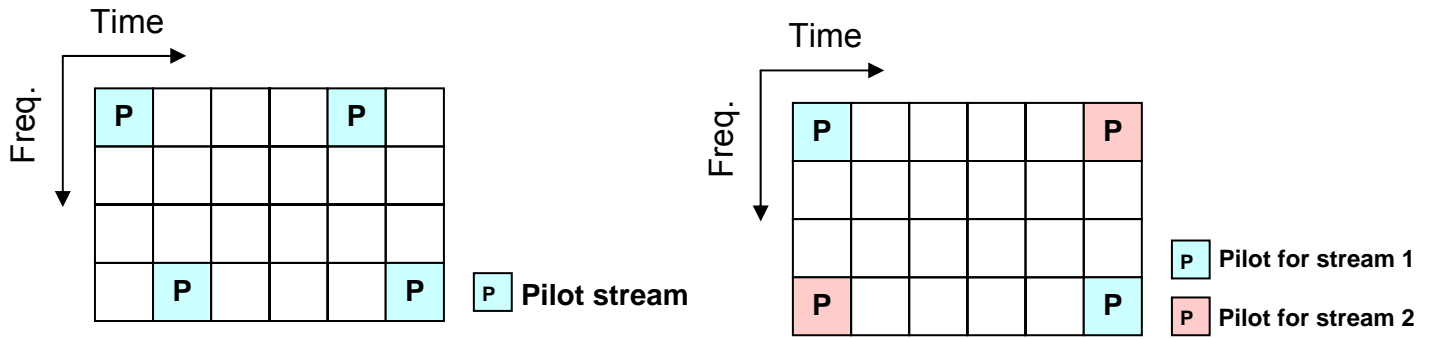 Time
Freq.
P P
P P
P Pilot stream
Time
Freq.
P P
P P
P Pilot for stream 1
P Pilot for stream 2